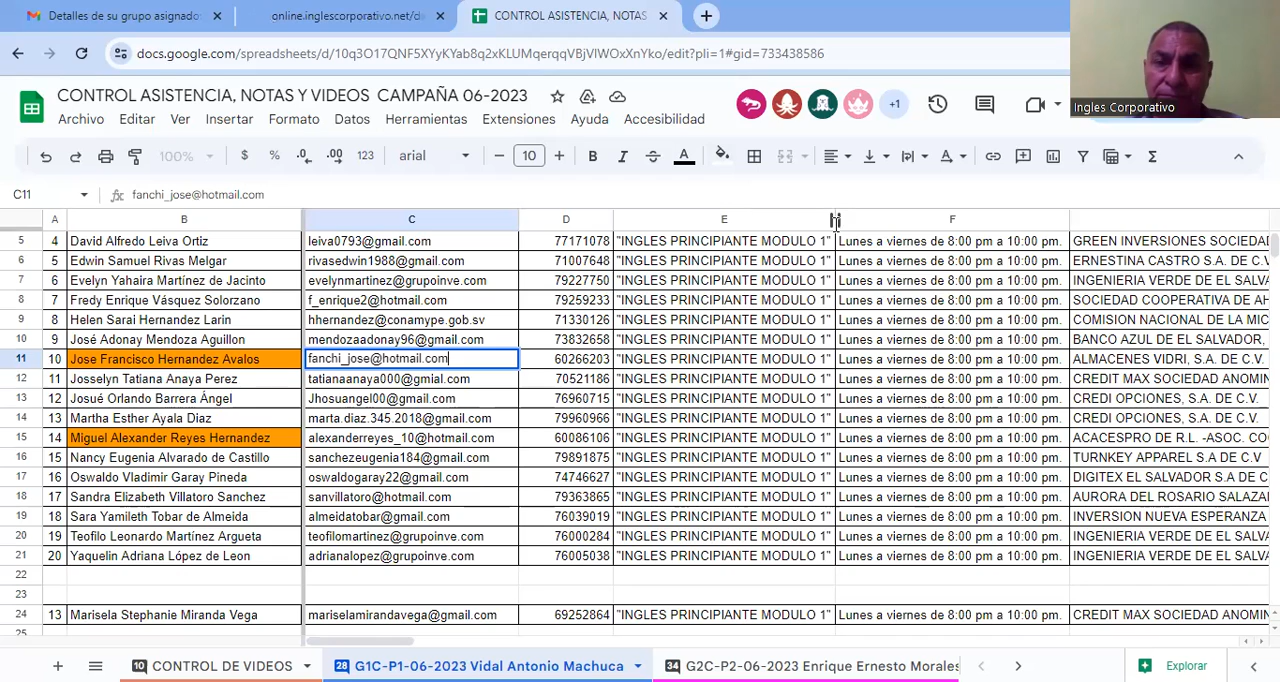 Detalles de su grupo asignado
online.inglescorporativo.net/da
CONTROL ASISTENCIA, NOTAS
docs.google.com/spreadsheets/d/10q3O17QNF5XYyKYab8q2xKLUMqerqqVBjVlWOxXnYko/edit?pli=1#gid=733438586
Ingles Corporativo
CONTROL ASISTENCIA, NOTAS Y VIDEOS CAMPAÑA 06-2023
+1
Archivo Editar Ver Insertar Formato Datos Herramientas Extensiones Ayuda Accesibilidad
100% $ % .0 .00 123 arial 10 B I A
C11 fx fanchi_jose@hotmail.com
A B C D E F
5 4 David Alfredo Leiva Ortiz leiva0793@gmail.com 77171078 "INGLES PRINCIPIANTE MODULO 1" Lunes a viernes de 8:00 pm a 10:00 pm. GREEN INVERSIONES SOCIEDAD
6 5 Edwin Samuel Rivas Melgar rivasedwin1988@gmail.com 71007648 "INGLES PRINCIPIANTE MODULO 1" Lunes a viernes de 8:00 pm a 10:00 pm. ERNESTINA CASTRO S.A. DE C.V
7 6 Evelyn Yahaira Martínez de Jacinto evelynmartinez@grupoinve.com 79227750 "INGLES PRINCIPIANTE MODULO 1" Lunes a viernes de 8:00 pm a 10:00 pm. INGENIERIA VERDE DE EL SALVA
8 7 Fredy Enrique Vásquez Solorzano f_enrique2@hotmail.com 79259233 "INGLES PRINCIPIANTE MODULO 1" Lunes a viernes de 8:00 pm a 10:00 pm. SOCIEDAD COOPERATIVA DE AH
9 8 Helen Sarai Hernandez Larín hhernandez@conamype.gob.sv 71330126 "INGLES PRINCIPIANTE MODULO 1" Lunes a viernes de 8:00 pm a 10:00 pm. COMISION NACIONAL DE LA MIC
10 9 José Adonay Mendoza Aguillon mendozaadonay96@gmail.com 73832658 "INGLES PRINCIPIANTE MODULO 1" Lunes a viernes de 8:00 pm a 10:00 pm. BANCO AZUL DE EL SALVADOR,
11 10 Jose Francisco Hernandez Avalos fanchi_jose@hotmail.com 60266203 "INGLES PRINCIPIANTE MODULO 1" Lunes a viernes de 8:00 pm a 10:00 pm. ALMACENES VIDRI, S.A. DE C.V.
12 11 Josselyn Tatiana Anaya Perez tatianaanaya000@gmial.com 70521186 "INGLES PRINCIPIANTE MODULO 1" Lunes a viernes de 8:00 pm a 10:00 pm. CREDIT MAX SOCIEDAD ANOMIN
13 12 Josué Orlando Barrera Ángel Jhosuangel00@gmail.com 76960715 "INGLES PRINCIPIANTE MODULO 1" Lunes a viernes de 8:00 pm a 10:00 pm. CREDI OPCIONES, S.A. DE C.V.
14 13 Martha Esther Ayala Diaz marta.diaz.345.2018@gmail.com 79960966 "INGLES PRINCIPIANTE MODULO 1" Lunes a viernes de 8:00 pm a 10:00 pm. CREDI OPCIONES, S.A. DE C.V.
15 14 Miguel Alexander Reyes Hernandez alexanderreyes_10@hotmail.com 60086106 "INGLES PRINCIPIANTE MODULO 1" Lunes a viernes de 8:00 pm a 10:00 pm. ACACESPRO DE R.L. -ASOC. CO
16 15 Nancy Eugenia Alvarado de Castillo sanchezeugenia184@gmail.com 79891875 "INGLES PRINCIPIANTE MODULO 1" Lunes a viernes de 8:00 pm a 10:00 pm. TURNKEY APPAREL S.A DE C.V
17 16 Oswaldo Vladimir Garay Pineda oswaldogaray22@gmail.com 74746627 "INGLES PRINCIPIANTE MODULO 1" Lunes a viernes de 8:00 pm a 10:00 pm. DIGITEX EL SALVADOR S.A DE C
18 17 Sandra Elizabeth Villatoro Sanchez sanvillatoro@hotmail.com 79363865 "INGLES PRINCIPIANTE MODULO 1" Lunes a viernes de 8:00 pm a 10:00 pm. AURORA DEL ROSARIO SALAZA
19 18 Sara Yamileth Tobar de Almeida almeidatobar@gmail.com 76039019 "INGLES PRINCIPIANTE MODULO 1" Lunes a viernes de 8:00 pm a 10:00 pm. INVERSION NUEVA ESPERANZA
20 19 Teofilo Leonardo Martínez Argueta teofilomartinez@grupoinve.com 76000284 "INGLES PRINCIPIANTE MODULO 1" Lunes a viernes de 8:00 pm a 10:00 pm. INGENIERIA VERDE DE EL SALVA
21 20 Yaquelin Adriana López de Leon adrianalopez@grupoinve.com 76005038 "INGLES PRINCIPIANTE MODULO 1" Lunes a viernes de 8:00 pm a 10:00 pm. INGENIERIA VERDE DE EL SALVA
22
23
24 13 Marisela Stephanie Miranda Vega mariselamirandavega@gmail.com 69252864 "INGLES PRINCIPIANTE MODULO 1" Lunes a viernes de 8:00 pm a 10:00 pm. CREDIT MAX SOCIEDAD ANOMIN
25
10 CONTROL DE VIDEOS 28 G1C-P1-06-2023 Vidal Antonio Machuca 34 G2C-P2-06-2023 Enrique Ernesto Morales Explorar